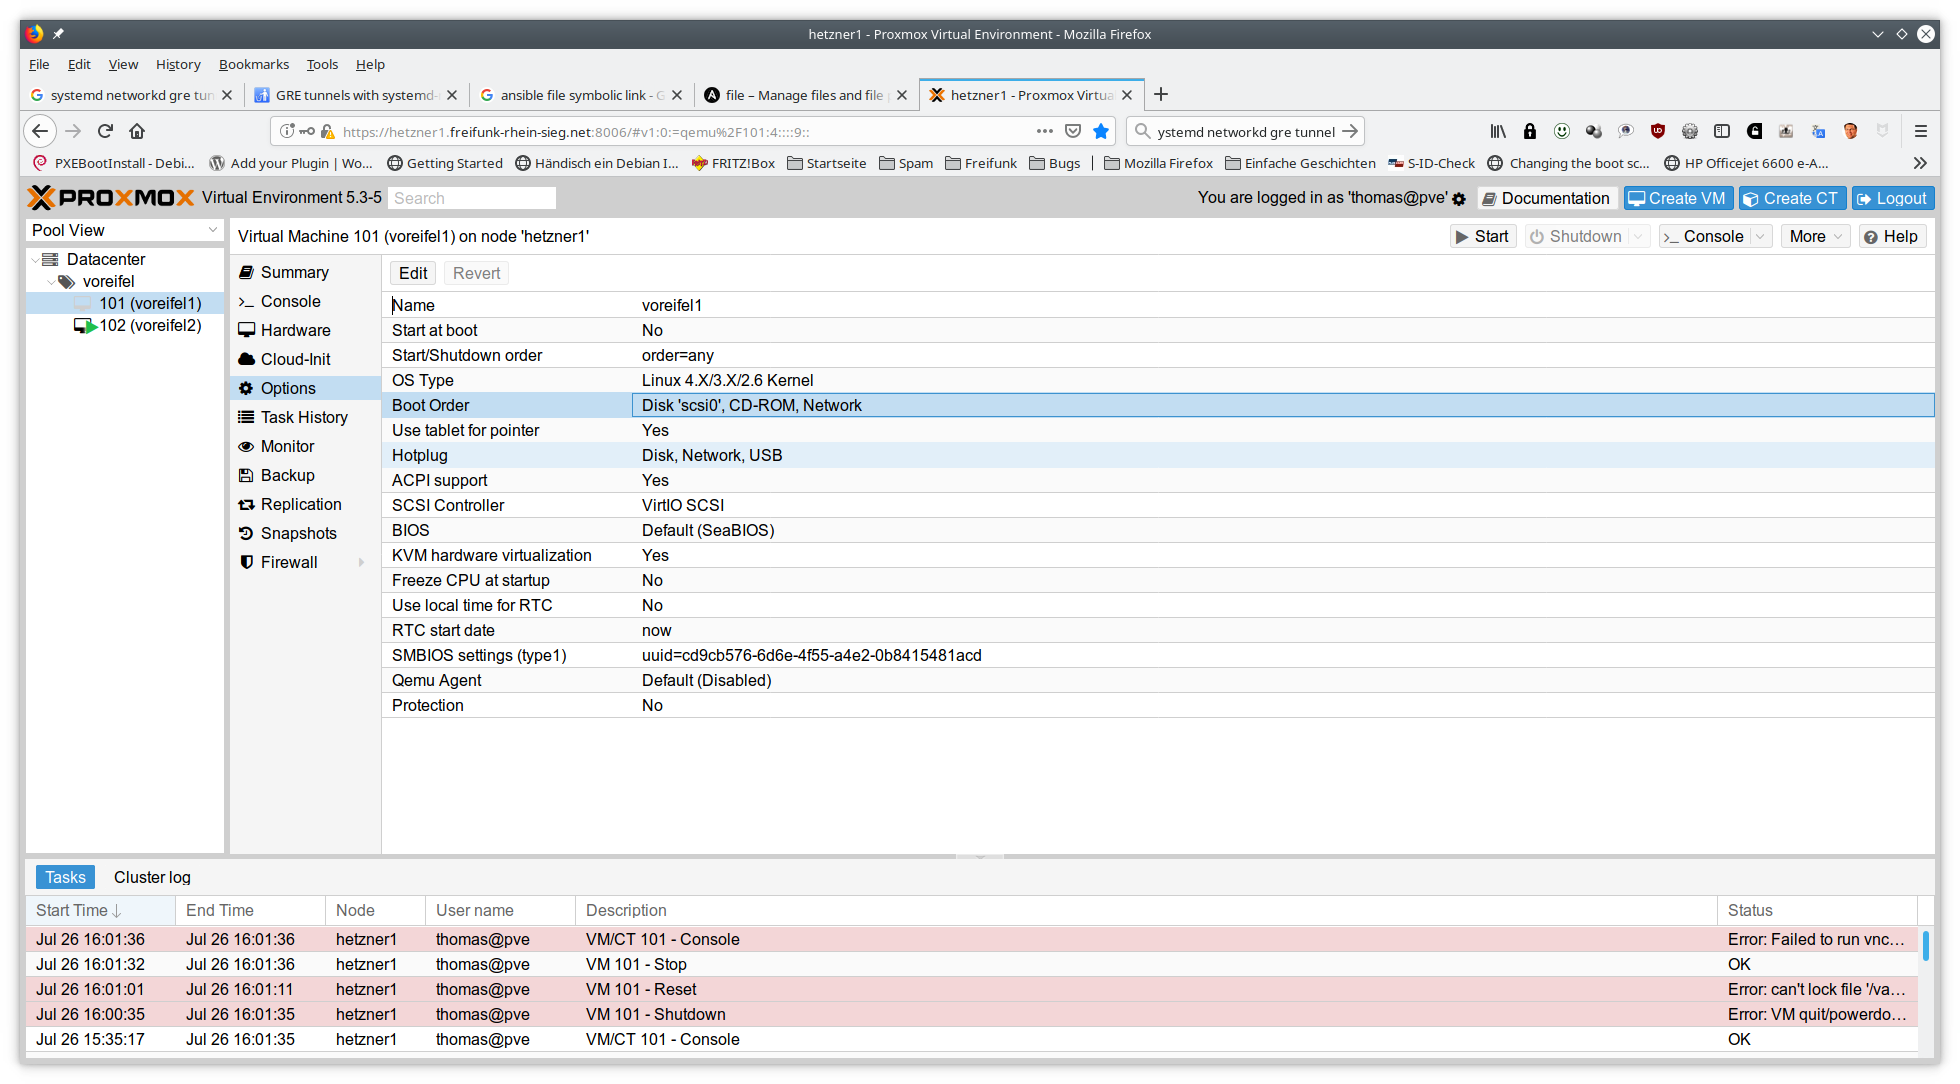 hetzner1 - Proxmox Virtual Environment - Mozilla Firefox
File Edit View History Bookmarks Tools Help
systemd networkd gre tun GRE tunnels with systemd- ansible file symbolic link - G file – Manage files and file p hetzner1 - Proxmox Virtua
https://hetzner1.freifunk-rhein-sieg.net:8006/#v1:0:=qemu%2F101:4::::9:: ystemd networkd gre tunnel
PXEBootInstall - Debi... Add your Plugin | Wo... Getting Started Händisch ein Debian I... FRITZ!Box Startseite Spam Freifunk Bugs Mozilla Firefox Einfache Geschichten S-ID-Check Changing the boot sc... HP Officejet 6600 e-A...
PROXMOX Virtual Environment 5.3-5 Search You are logged in as 'thomas@pve' Documentation Create VM Create CT Logout
Pool View
Datacenter
voreifel
101 (voreifel1)
102 (voreifel2)
Virtual Machine 101 (voreifel1) on node 'hetzner1' Start Shutdown Console More Help
Summary
Console
Hardware
Cloud-Init
Options
Task History
Monitor
Backup
Replication
Snapshots
Firewall
Edit Revert
Name voreifel1
Start at boot No
Start/Shutdown order order=any
OS Type Linux 4.X/3.X/2.6 Kernel
Boot Order Disk 'scsi0', CD-ROM, Network
Use tablet for pointer Yes
Hotplug Disk, Network, USB
ACPI support Yes
SCSI Controller VirtIO SCSI
BIOS Default (SeaBIOS)
KVM hardware virtualization Yes
Freeze CPU at startup No
Use local time for RTC No
RTC start date now
SMBIOS settings (type1) uuid=cd9cb576-6d6e-4f55-a4e2-0b8415481acd
Qemu Agent Default (Disabled)
Protection No
Tasks Cluster log
Start Time End Time Node User name Description Status
Jul 26 16:01:36 Jul 26 16:01:36 hetzner1 thomas@pve VM/CT 101 - Console Error: Failed to run vnc...
Jul 26 16:01:32 Jul 26 16:01:36 hetzner1 thomas@pve VM 101 - Stop OK
Jul 26 16:01:01 Jul 26 16:01:11 hetzner1 thomas@pve VM 101 - Reset Error: can't lock file '/va...
Jul 26 16:00:35 Jul 26 16:01:35 hetzner1 thomas@pve VM 101 - Shutdown Error: VM quit/powerdo...
Jul 26 15:35:17 Jul 26 16:01:35 hetzner1 thomas@pve VM/CT 101 - Console OK